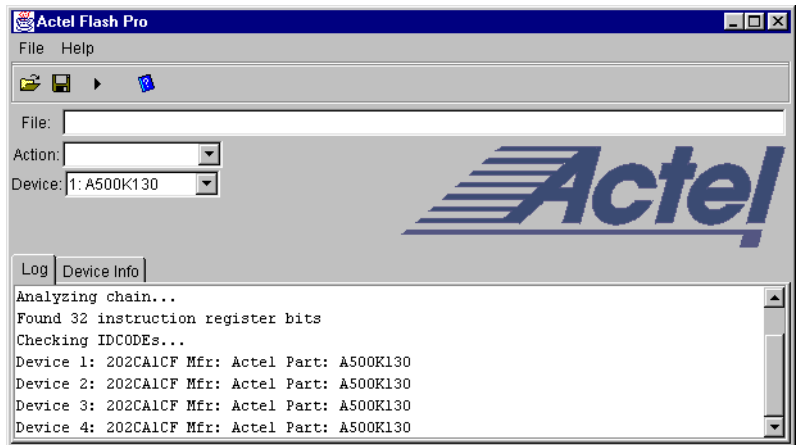 Actel Flash Pro
File Help
File:
Action:
Device: 1: A500K130
Actel
Log Device Info
Analyzing chain...
Found 32 instruction register bits
Checking IDCODEs...
Device 1: 202CA1CF Mfr: Actel Part: A500K130
Device 2: 202CA1CF Mfr: Actel Part: A500K130
Device 3: 202CA1CF Mfr: Actel Part: A500K130
Device 4: 202CA1CF Mfr: Actel Part: A500K130